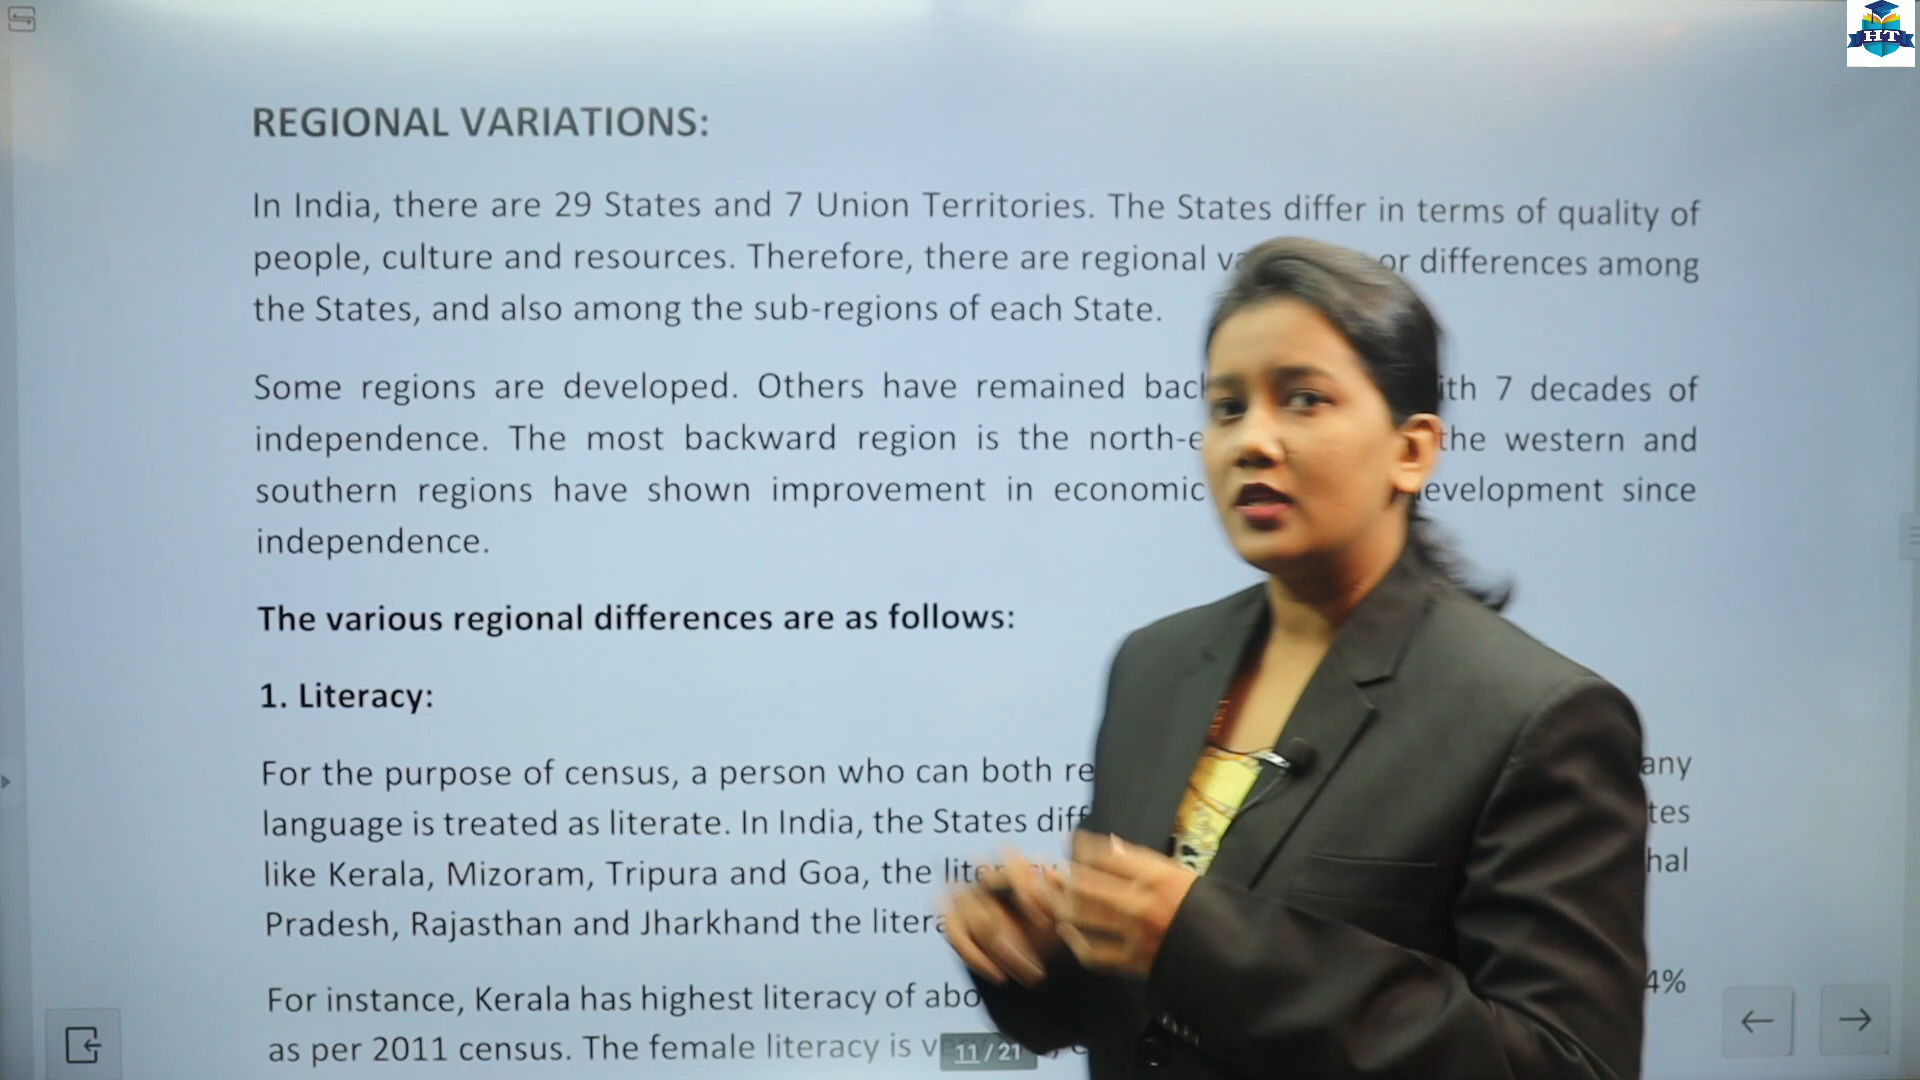 HT
REGIONAL VARIATIONS:
In India, there are 29 States and 7 Union Territories. The States differ in terms of quality of
people, culture and resources. Therefore, there are regional or differences among
the States, and also among the sub-regions of each State.
Some regions are developed. Others have remained 7 decades of
independence. The most backward region is the the western and
southern regions have shown improvement in economic development since
independence.
The various regional differences are as follows:
1. Literacy:
For the purpose of census, a person who can both any
language is treated as literate. In India, the States
like Kerala, Mizoram, Tripura and Goa, the
Pradesh, Rajasthan and Jharkhand the
For instance, Kerala has highest literacy of 4%
as per 2011 census. The female literacy is
11/21